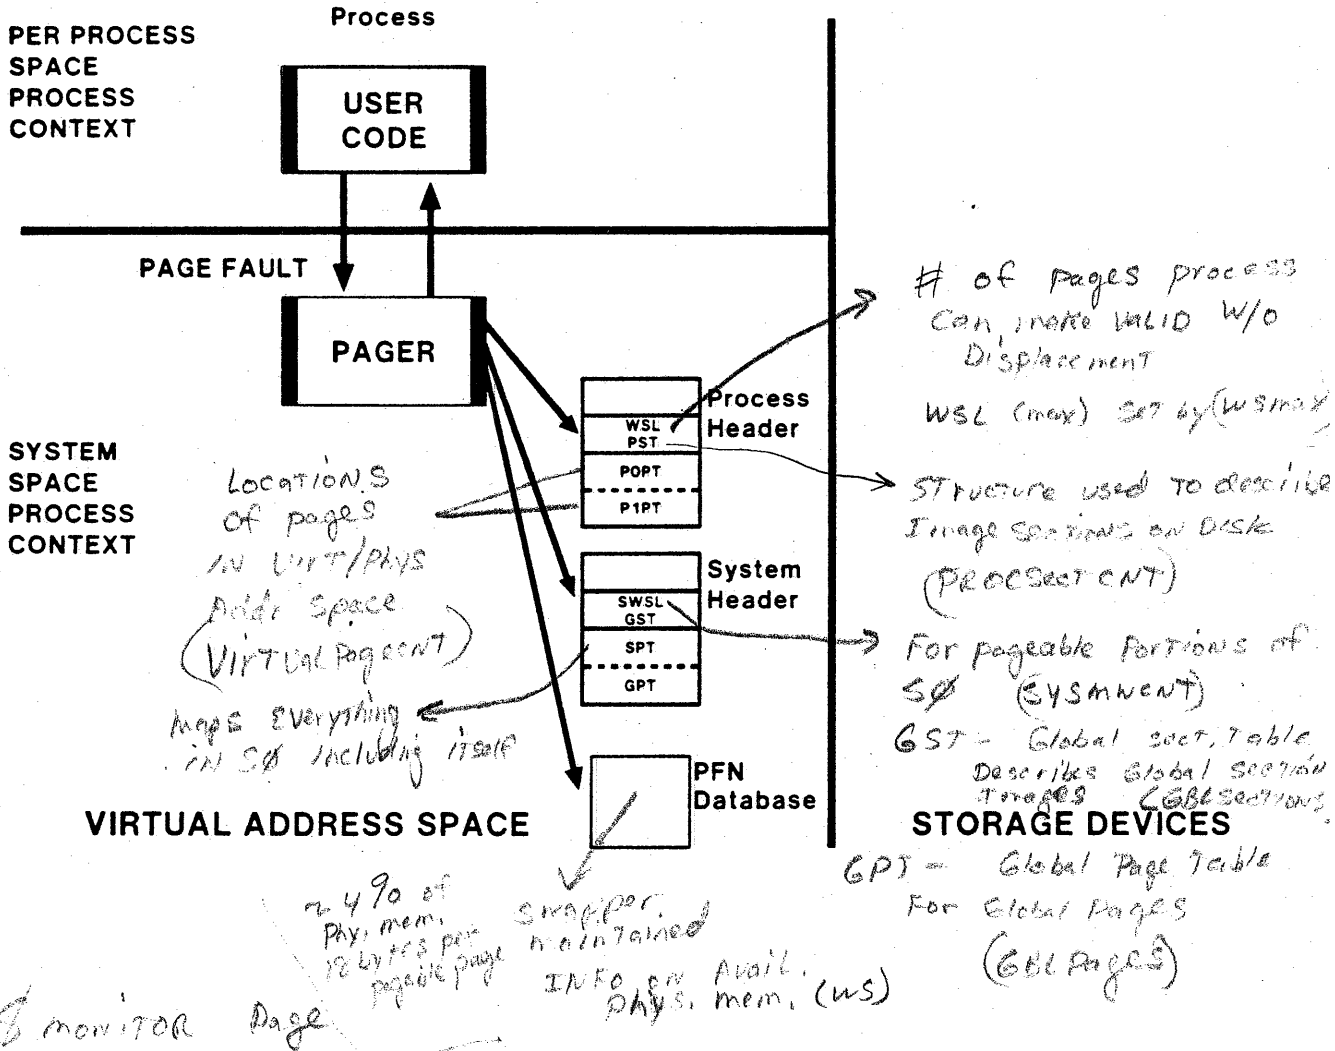 Process
PER PROCESS
SPACE
PROCESS
CONTEXT
USER
CODE
PAGE FAULT
PAGER
SYSTEM
SPACE
PROCESS
CONTEXT
Process
Header
WSL
PST
P0PT
P1PT
System
Header
SWSL
GST
SPT
GPT
PFN
Database
VIRTUAL ADDRESS SPACE
STORAGE DEVICES
# of pages process
Can make VALID W/O
Displacement
WSL (max) Set by (WSmax)
Structure used To describe
Image sections on Disk
(PROCSectCNT)
For pageable Portions of
SØ (SYSMWCNT)
GST - Global sect. Table
Describes Global Section
Images (GBLSections
GPT - Global Page Table
For Global Pages
(GBLPages)
Locations
Of pages
IN Virt/Phys
Addr Space
(VirtualPageCNT)
Maps Everything
in SØ including itself
~ 4% of
Phy. mem.
18 bytes per
pageable page
Swapper
maintained
INFO on Avail.
Phys. mem. (WS)
$ MONITOR Page